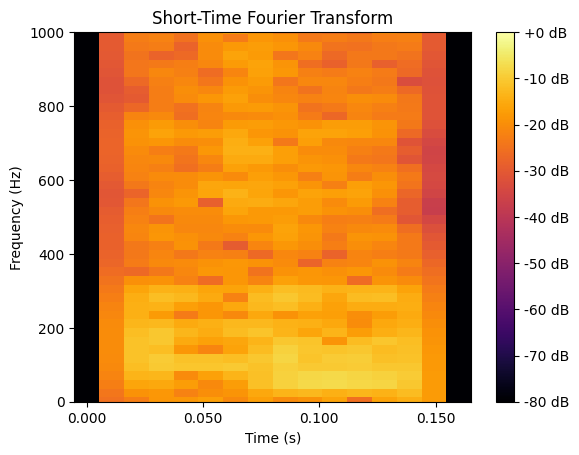 Short-Time Fourier Transform
Frequency (Hz)
1000
800
600
400
200
0
0.000
0.050
0.100
0.150
Time (s)
+0 dB
-10 dB
-20 dB
-30 dB
-40 dB
-50 dB
-60 dB
-70 dB
-80 dB